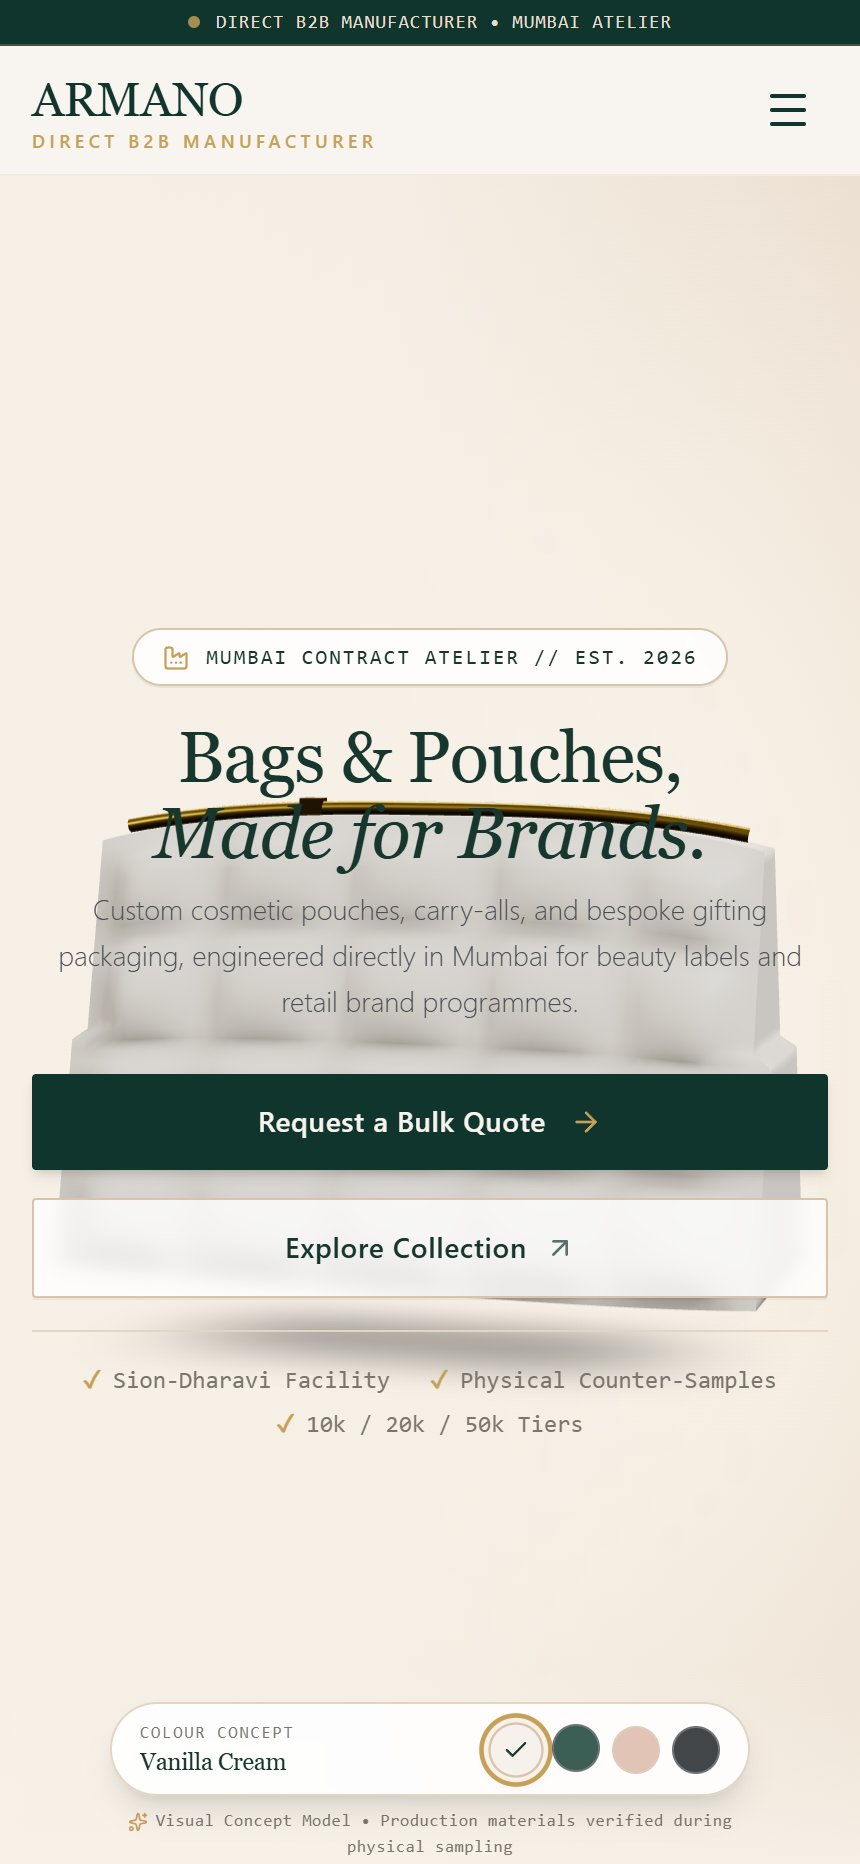 DIRECT B2B MANUFACTURER • MUMBAI ATELIER
ARMANO
DIRECT B2B MANUFACTURER
MUMBAI CONTRACT ATELIER // EST. 2026
Bags & Pouches,
Made for Brands.
Custom cosmetic pouches, carry-alls, and bespoke gifting
packaging, engineered directly in Mumbai for beauty labels and
retail brand programmes.
Request a Bulk Quote →
Explore Collection ↗
✓ Sion-Dharavi Facility ✓ Physical Counter-Samples
✓ 10k / 20k / 50k Tiers
COLOUR CONCEPT
Vanilla Cream
Visual Concept Model • Production materials verified during
physical sampling